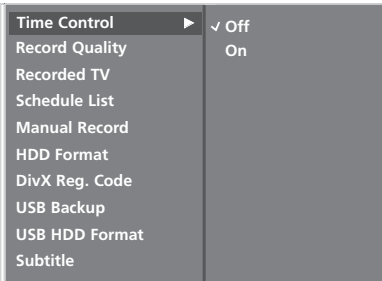 Time Control ▶ ✓ Off
Record Quality On
Recorded TV
Schedule List
Manual Record
HDD Format
DivX Reg. Code
USB Backup
USB HDD Format
Subtitle